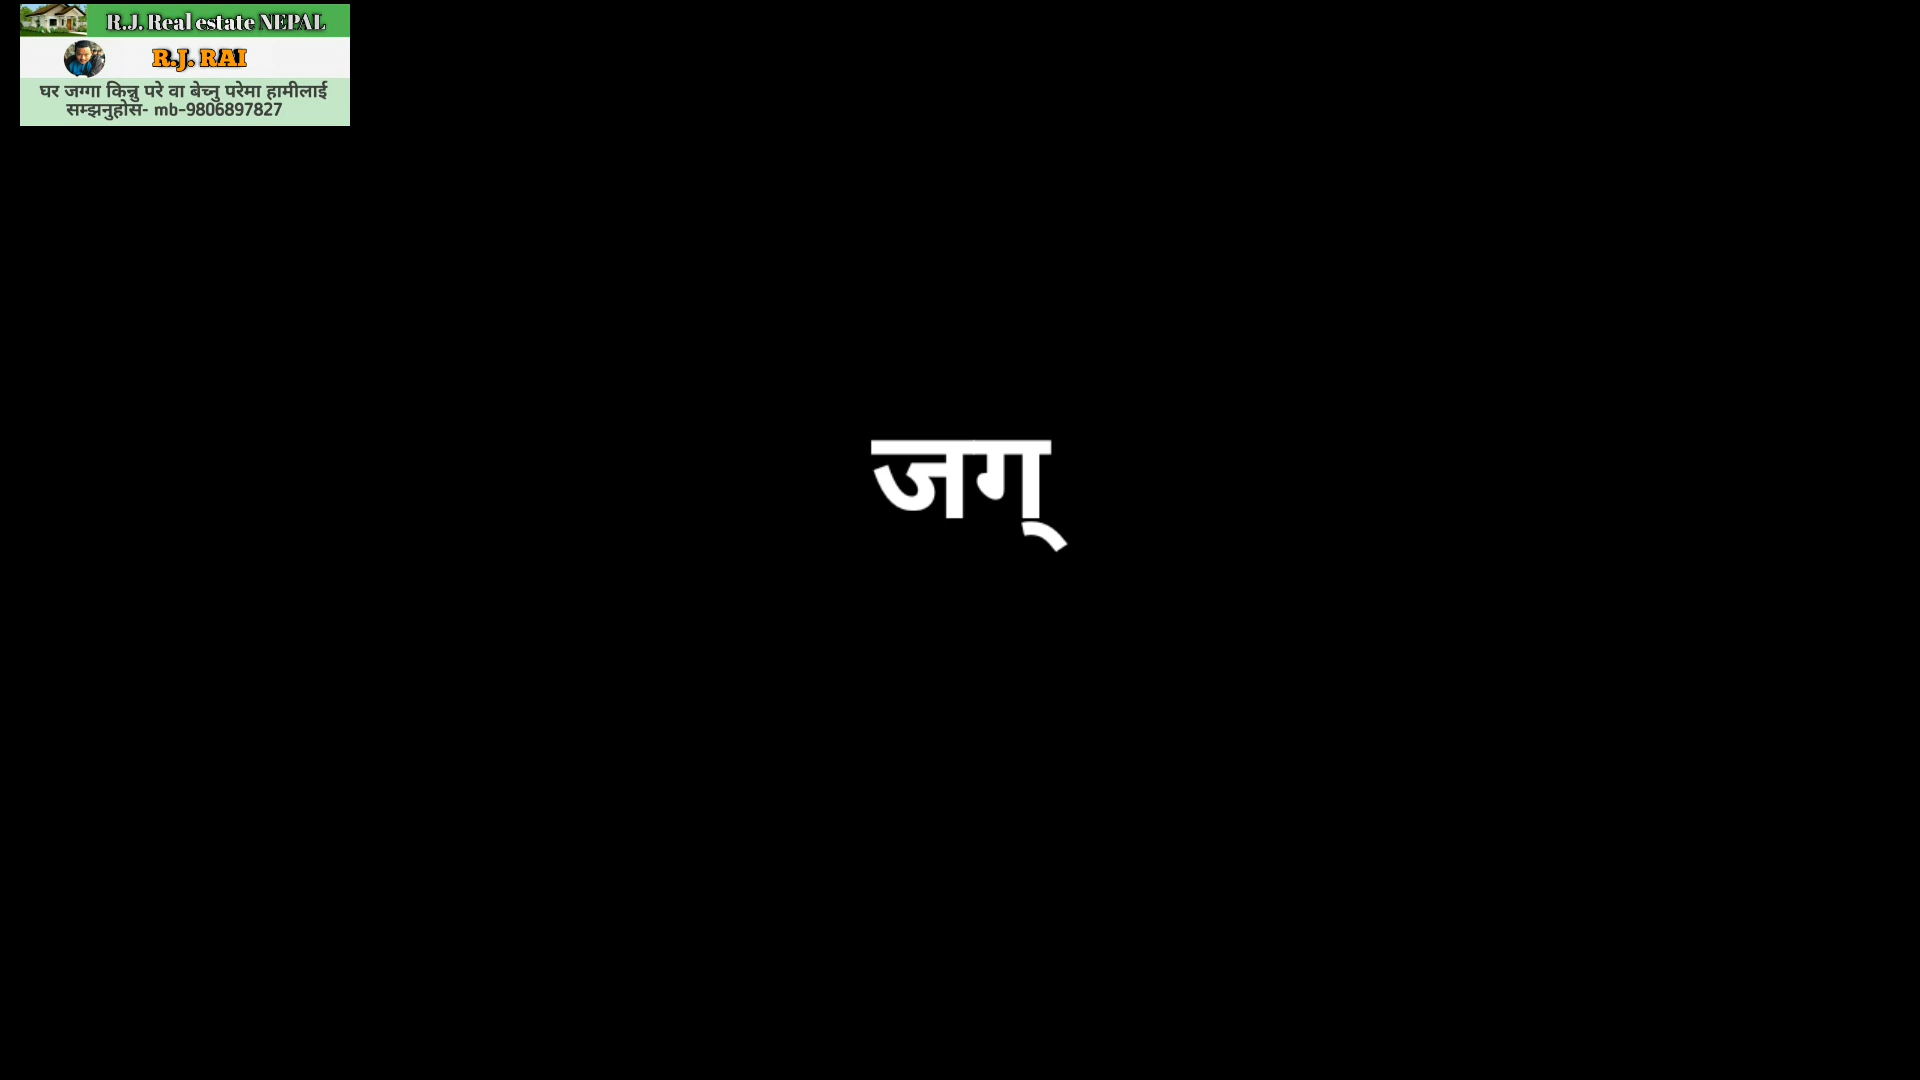 R.J. Real estate NEPAL
R.J. RAI
घर जग्गा किन्नु परे वा बेच्नु परेमा हामीलाई
सम्झनुहोस- mb-9806897827
जग्